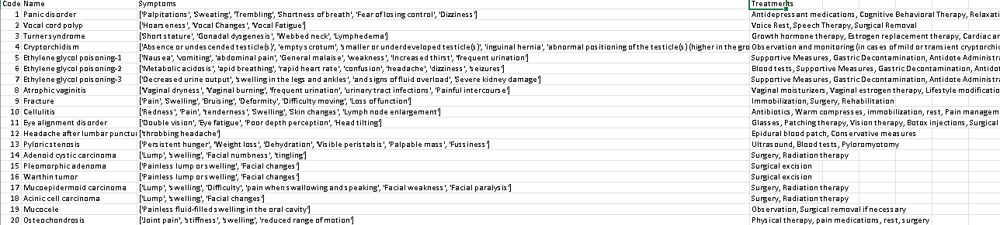 Code Name Symptoms Treatments
1 Panic disorder ['Palpitations', 'Sweating', 'Trembling', 'Shortness of breath', 'Fear of losing control', 'Dizziness'] Antidepressant medications, Cognitive Behavioral Therapy, Relaxati
2 Vocal cord polyp ['Hoarseness', 'Vocal Changes', 'Vocal Fatigue'] Voice Rest, Speech Therapy, Surgical Removal
3 Turner syndrome ['Short stature', 'Gonadal dysgenesis', 'Webbed neck', 'Lymphedema'] Growth hormone therapy, Estrogen replacement therapy, Cardiac an
4 Cryptorchidism ['Absence or undescended testicle(s)', 'empty scrotum', 'smaller or underdeveloped testicle(s)', 'inguinal hernia', 'abnormal positioning of the testicle(s) (higher in the gro Observation and monitoring (in cases of mild or transient cryptorchic
5 Ethylene glycol poisoning-1 ['Nausea', 'vomiting', 'abdominal pain', 'General malaise', 'weakness', 'Increased thirst', 'frequent urination'] Supportive Measures, Gastric Decontamination, Antidote Administra
6 Ethylene glycol poisoning-2 ['Metabolic acidosis', 'apid breathing', 'rapid heart rate', 'confusion', 'headache', 'dizziness', 'seizures'] Blood tests, Supportive Measures, Gastric Decontamination, Antidot
7 Ethylene glycol poisoning-3 ['Decreased urine output', 'swelling in the legs and ankles', 'and signs of fluid overload', 'Severe kidney damage'] Supportive Measures, Gastric Decontamination, Antidote Administra
8 Atrophic vaginitis ['Vaginal dryness', 'Vaginal burning', 'frequent urination', 'urinary tract infections', 'Painful intercourse'] Vaginal moisturizers, Vaginal estrogen therapy, Lifestyle modificatio
9 Fracture ['Pain', 'Swelling', 'Bruising', 'Deformity', 'Difficulty moving', 'Loss of function'] Immobilization, Surgery, Rehabilitation
10 Cellulitis ['Redness', 'Pain', 'tenderness', 'Swelling', 'Skin changes', 'Lymph node enlargement'] Antibiotics, Warm compresses, immobilization, rest, Pain managem
11 Eye alignment disorder ['Double vision', 'Eye fatigue', 'Poor depth perception', 'Head tilting'] Glasses, Patching therapy, Vision therapy, Botox injections, Surgical
12 Headache after lumbar punctu ['throbbing headache'] Epidural blood patch, Conservative measures
13 Pyloric stenosis ['Persistent hunger', 'Weight loss', 'Dehydration', 'Visible peristalsis', 'Palpable mass', 'Fussiness'] Ultrasound, Blood tests, Pyloromyotomy
14 Adenoid cystic carcinoma ['Lump', 'swelling', 'Facial numbness', 'tingling'] Surgery, Radiation therapy
15 Pleomorphic adenoma ['Painless lump or swelling', 'Facial changes'] Surgical excision
16 Warthin tumor ['Painless lump or swelling', 'Facial changes'] Surgical excision
17 Mucoepidermoid carcinoma ['Lump', 'swelling', 'Difficulty', 'pain when swallowing and speaking', 'Facial weakness', 'Facial paralysis'] Surgery, Radiation therapy
18 Acinic cell carcinoma ['Lump', 'swelling', 'Facial changes'] Surgery, Radiation therapy
19 Mucocele ['Painless fluid-filled swelling in the oral cavity'] Observation, Surgical removal if necessary
20 Osteochondrosis ['Joint pain', 'stiffness', 'swelling', 'reduced range of motion'] Physical therapy, pain medications, rest, surgery